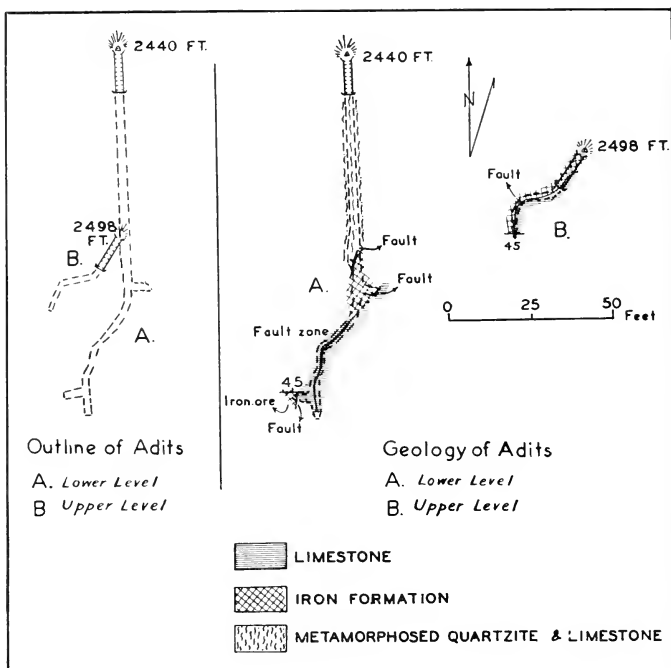 2440 FT.
2498
FT.
B.
A.
Outline of Adits
A. Lower Level
B Upper Level
2440 FT.
N
2498 FT.
Fault
45
B.
Fault
A.
Fault
0 25 50
Feet
Fault zone
45
Iron ore
Fault
Geology of Adits
A. Lower Level
B. Upper Level
LIMESTONE
IRON FORMATION
METAMORPHOSED QUARTZITE & LIMESTONE